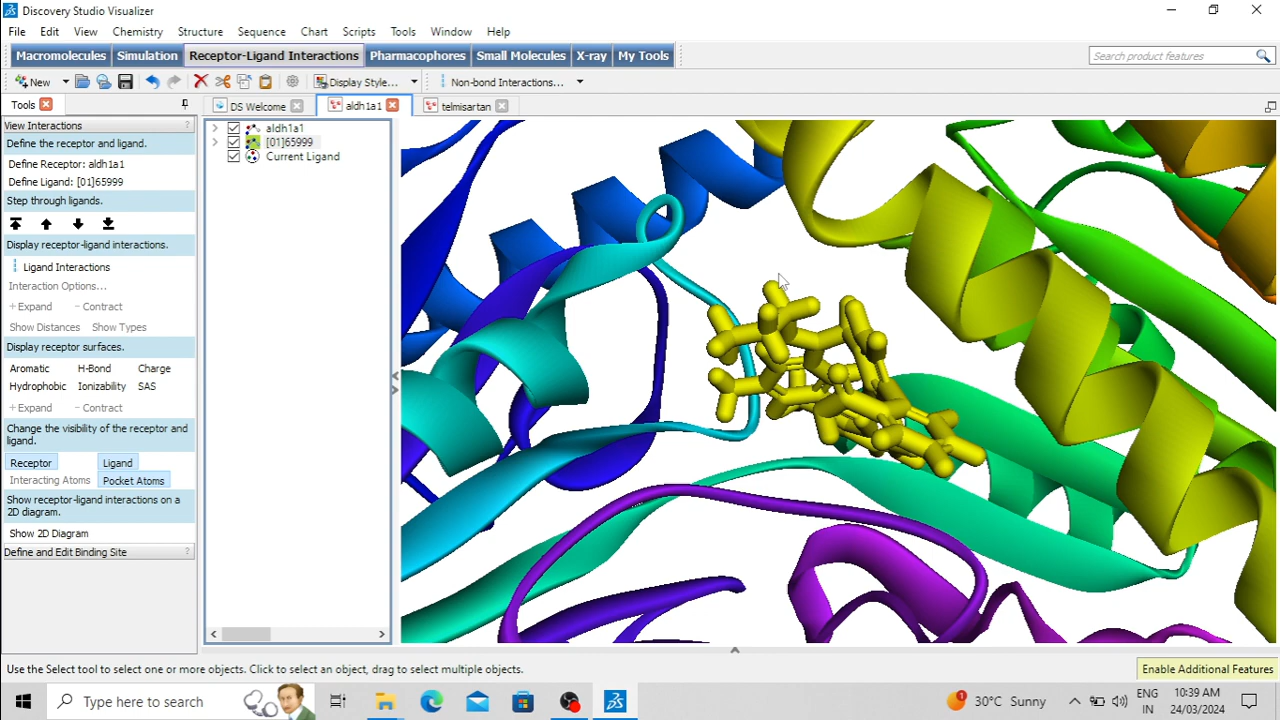 Discovery Studio Visualizer
File Edit View Chemistry Structure Sequence Chart Scripts Tools Window Help
Macromolecules Simulation Receptor-Ligand Interactions Pharmacophores Small Molecules X-ray My Tools Search product features
New Display Style... Non-bond Interactions...
Tools DS Welcome aldh1a1 telmisartan
View Interactions ?
Define the receptor and ligand.
Define Receptor: aldh1a1
Define Ligand: [01]65999
Step through ligands.
Display receptor-ligand interactions.
Ligand Interactions
Interaction Options...
+ Expand - Contract
Show Distances Show Types
Display receptor surfaces.
Aromatic H-Bond Charge
Hydrophobic Ionizability SAS
+ Expand - Contract
Change the visibility of the receptor and
ligand.
Receptor Ligand
Interacting Atoms Pocket Atoms
Show receptor-ligand interactions on a
2D diagram.
Show 2D Diagram
Define and Edit Binding Site ?
aldh1a1
[01]65999
Current Ligand
Use the Select tool to select one or more objects. Click to select an object, drag to select multiple objects.
Enable Additional Features
Type here to search
1 30°C Sunny
ENG
IN
10:39 AM
24/03/2024